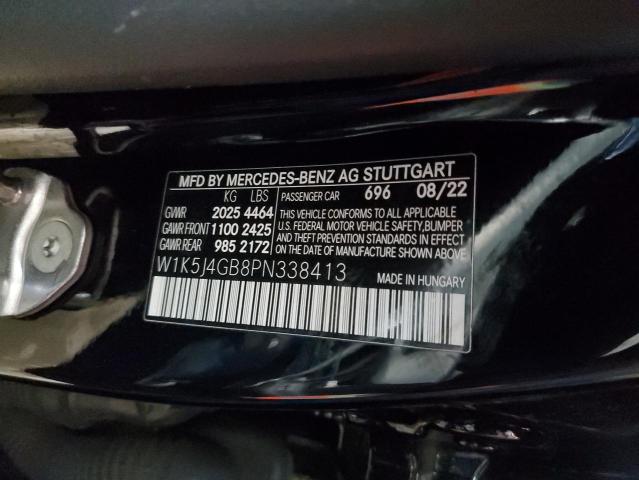 MFD BY MERCEDES-BENZ AG STUTTGART
KG LBS PASSENGER CAR 696 08/22
GVWR 2025 4464 THIS VEHICLE CONFORMS TO ALL APPLICABLE
GAWR FRONT 1100 2425 U.S. FEDERAL MOTOR VEHICLE SAFETY,BUMPER
GAWR REAR 985 2172 AND THEFT PREVENTION STANDARDS IN EFFECT
ON THE DATE OF MANUFACTURE SHOWN ABOVE
W1K5J4GB8PN338413 MADE IN HUNGARY